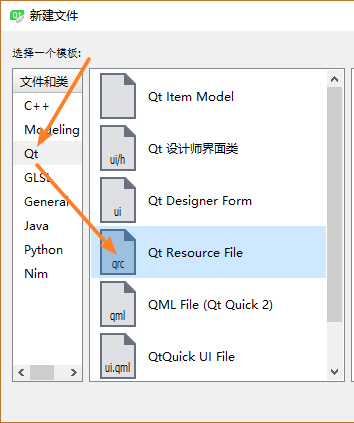 Qt 新建文件
选择一个模板:
文件和类
C++
Modeling
Qt
GLSL
General
Java
Python
Nim
Qt Item Model
ui/h Qt 设计师界面类
ui Qt Designer Form
qrc Qt Resource File
qml QML File (Qt Quick 2)
ui.qml QtQuick UI File